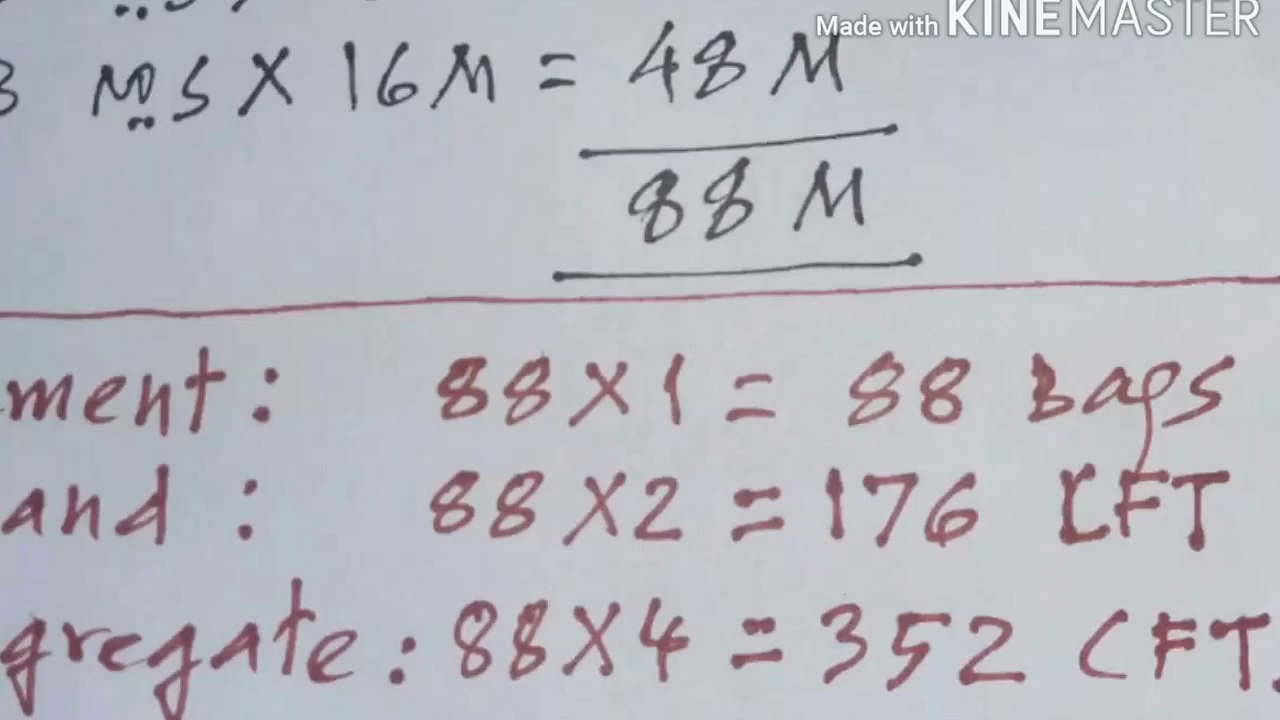 Made with KINEMASTER
3 Nos X 16 M = 48 M
88 M
ment: 88 X 1 = 88 Bags
and: 88 X 2 = 176 CFT
gregate: 88 X 4 = 352 CFT.